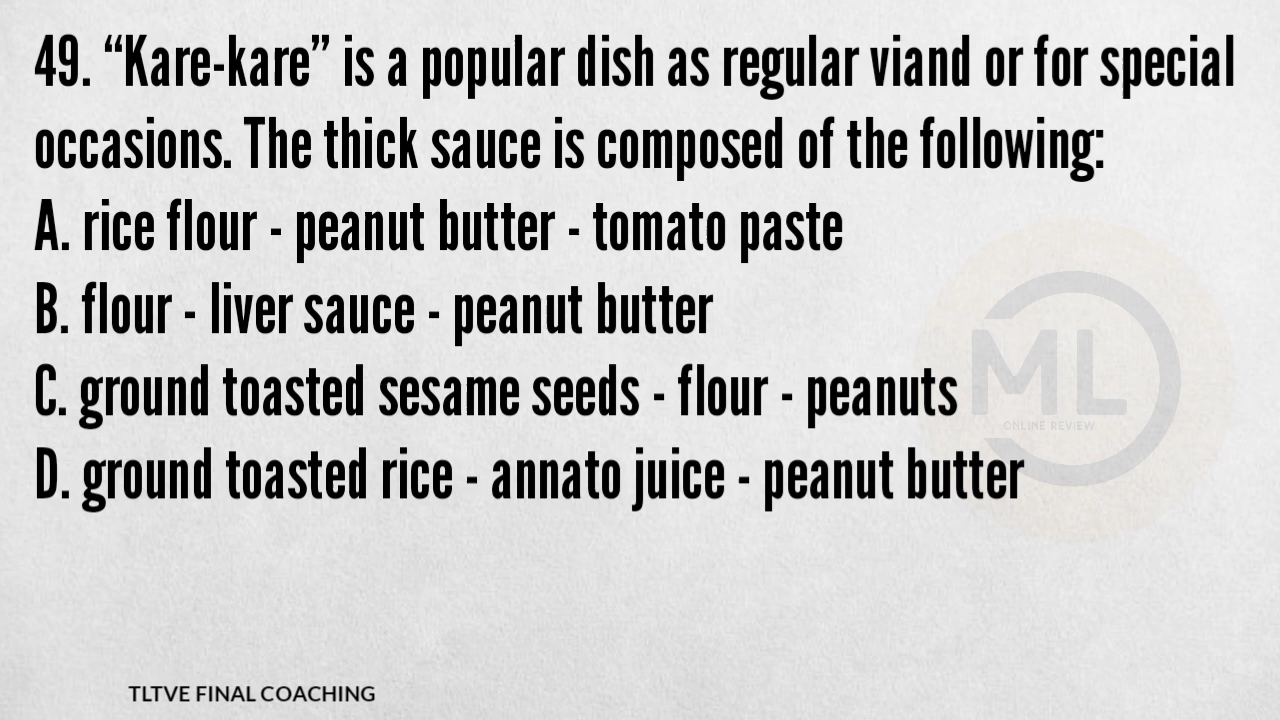 49. “Kare-kare” is a popular dish as regular viand or for special
occasions. The thick sauce is composed of the following:
A. rice flour - peanut butter - tomato paste
B. flour - liver sauce - peanut butter
C. ground toasted sesame seeds - flour - peanuts
D. ground toasted rice - annato juice - peanut butter
ML
ONLINE REVIEW
TLTVE FINAL COACHING